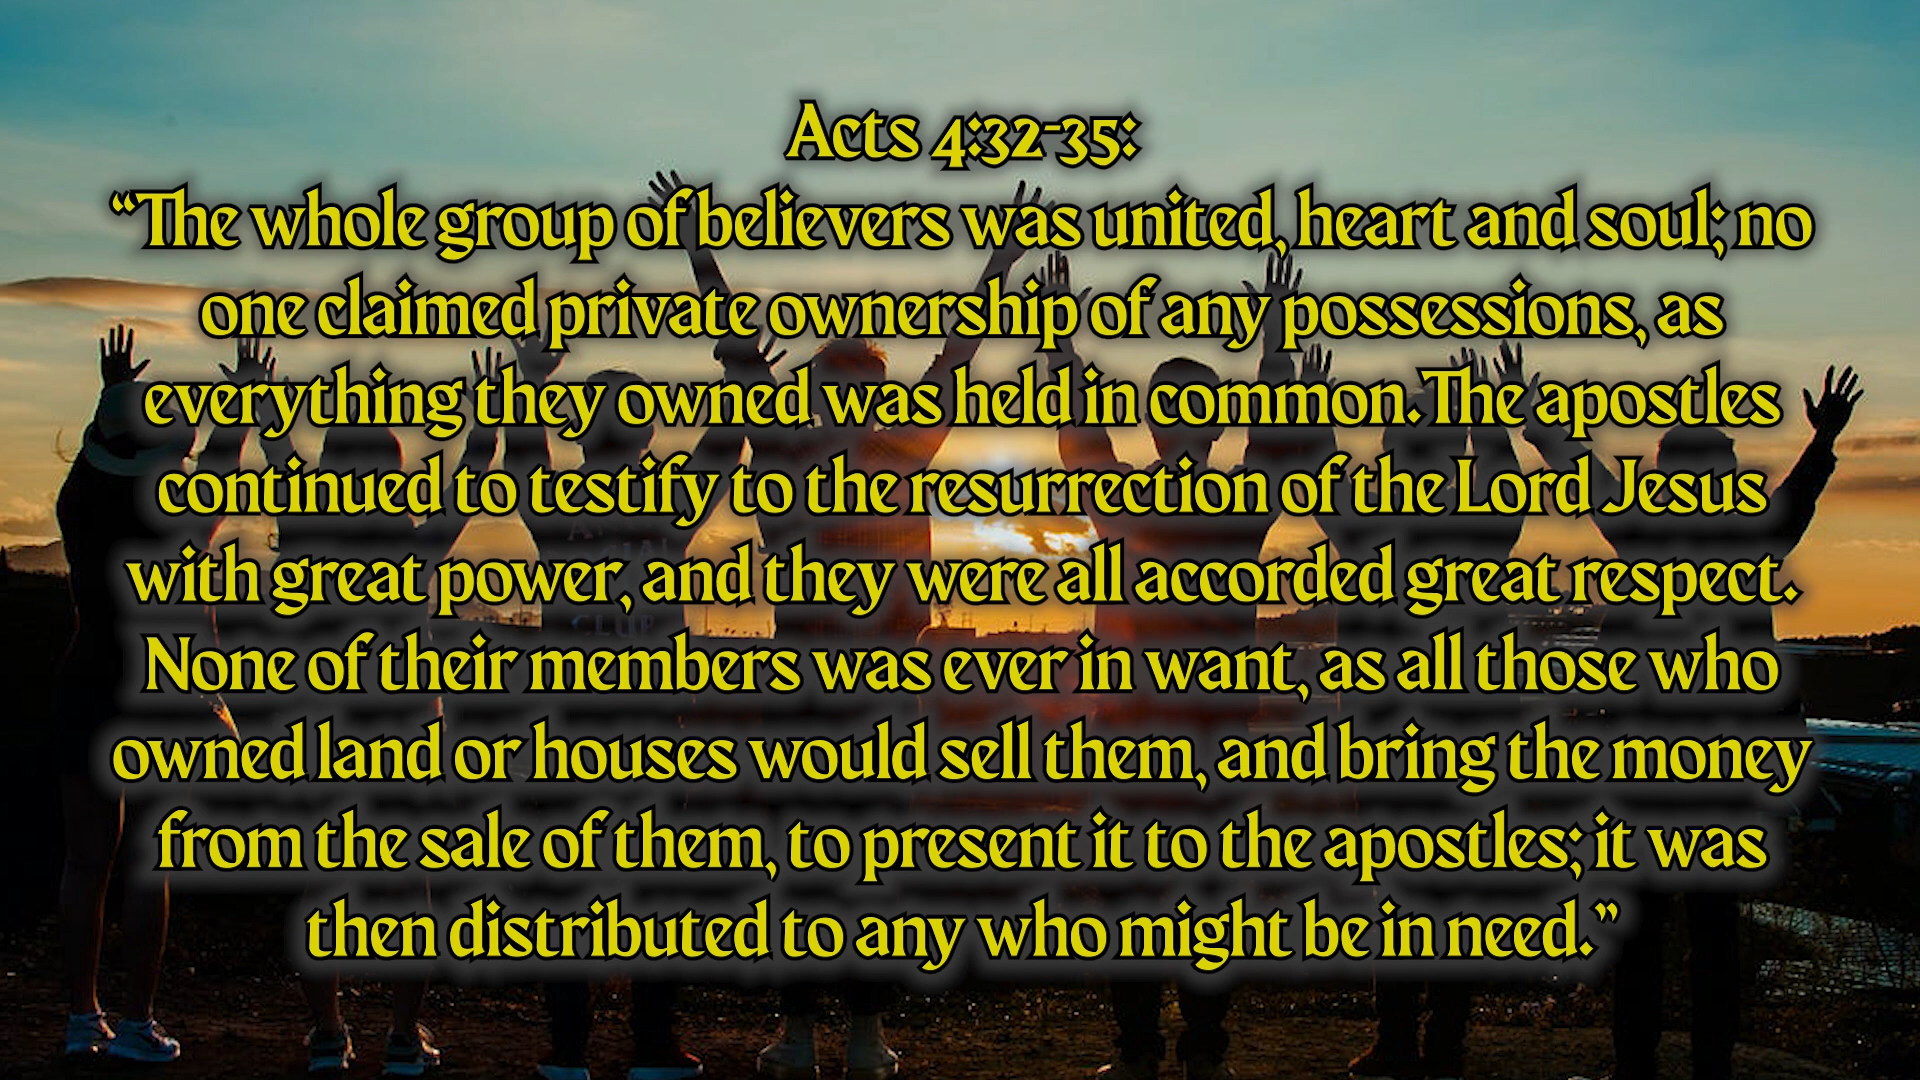 Acts 4:32-35:
“The whole group of believers was united, heart and soul; no
one claimed private ownership of any possessions, as
everything they owned was held in common.The apostles
continued to testify to the resurrection of the Lord Jesus
with great power, and they were all accorded great respect.
None of their members was ever in want, as all those who
owned land or houses would sell them, and bring the money
from the sale of them, to present it to the apostles; it was
then distributed to any who might be in need.”
CLUB